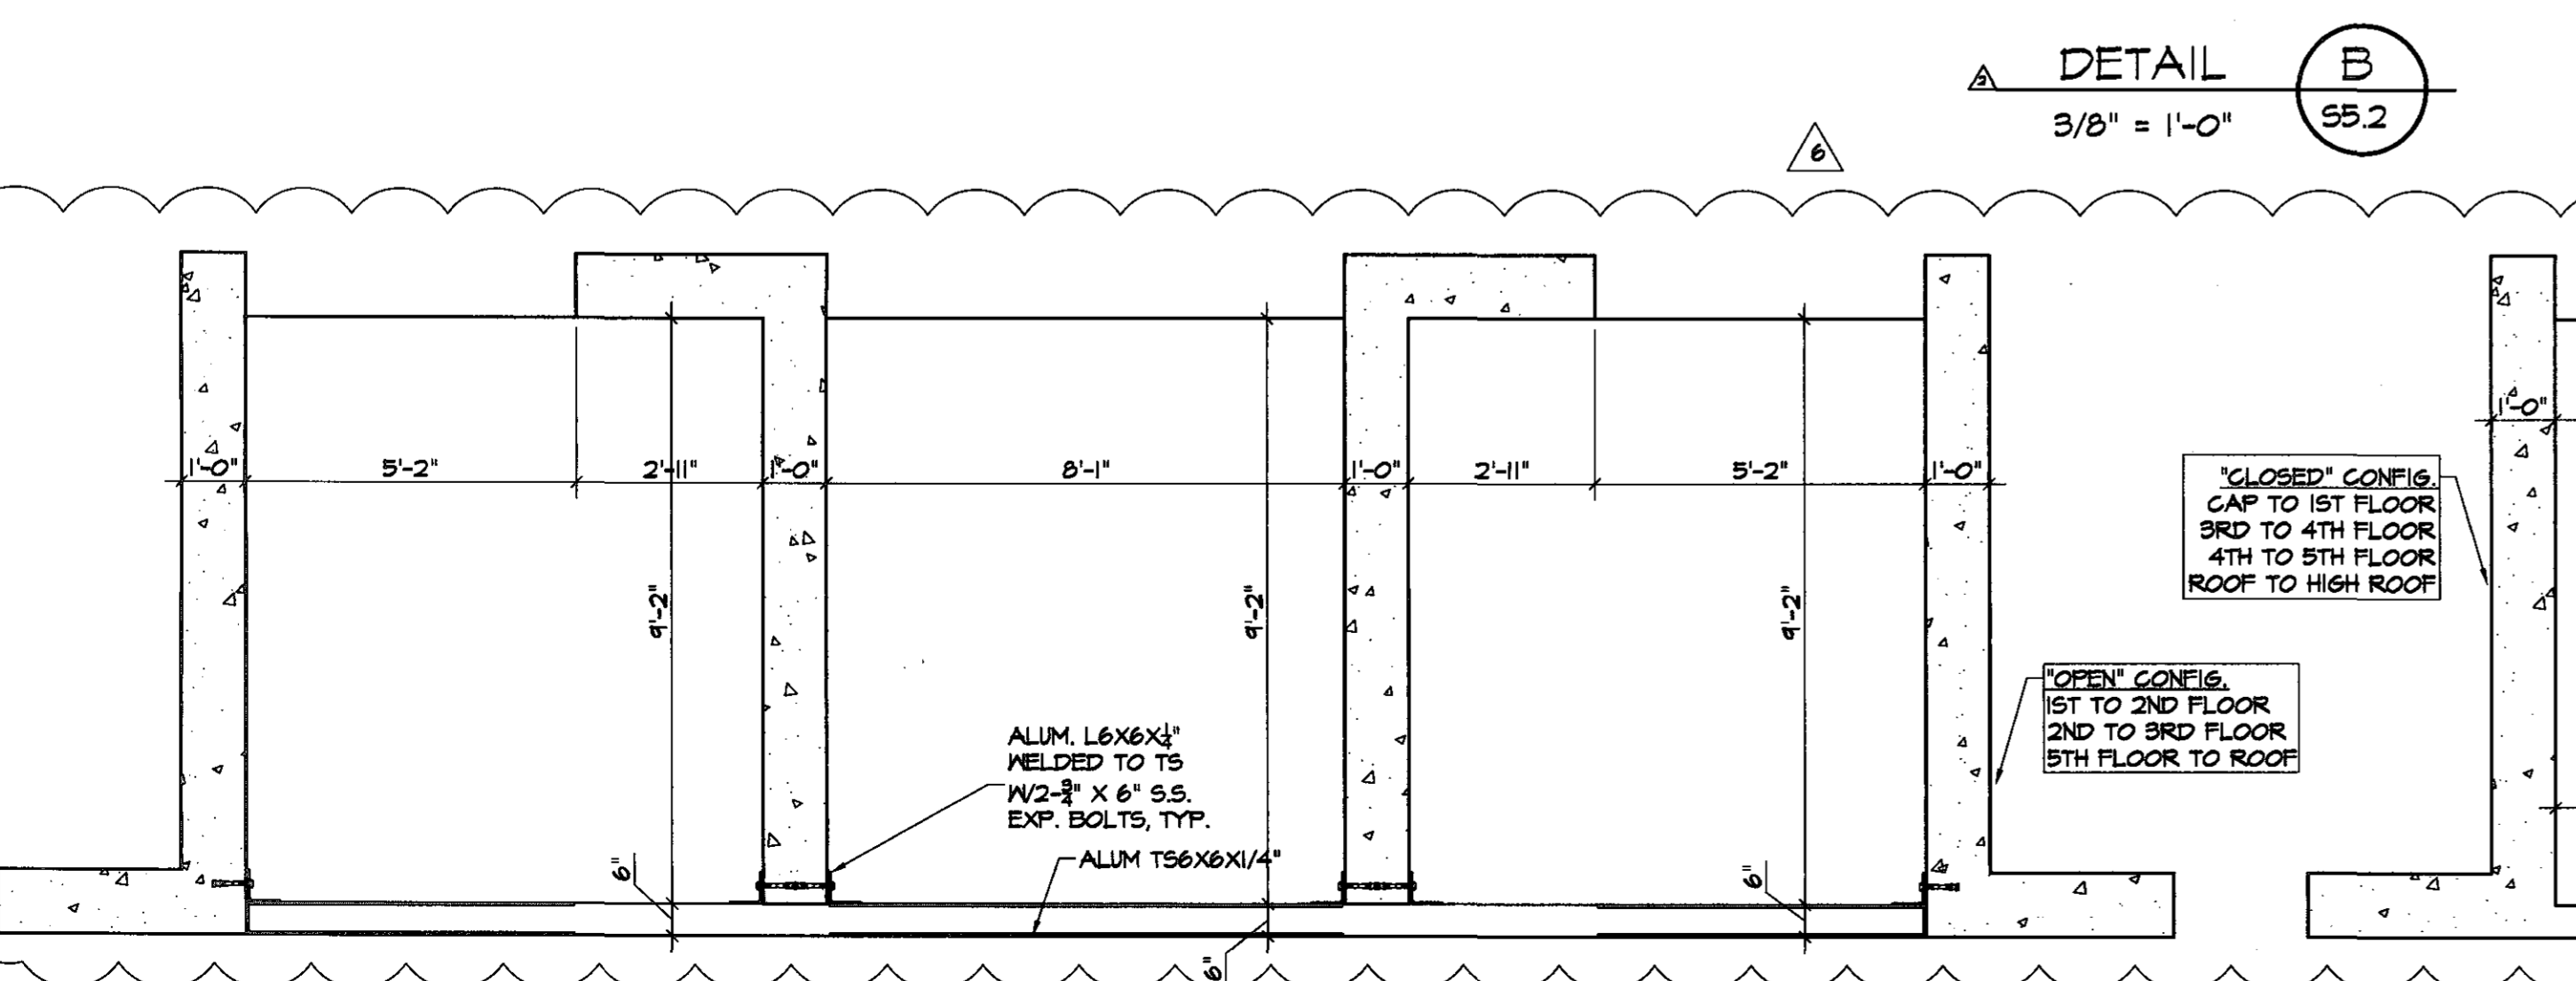 DETAIL
B
2
3/8" = 1'-0"
S5.2
6
1'-0"
5'-2"
2'-11"
1'-0"
8'-1"
1'-0"
2'-11"
5'-2"
1'-0"
1'-0"
9'-2"
9'-2"
9'-2"
"CLOSED" CONFIG.
CAP TO 1ST FLOOR
3RD TO 4TH FLOOR
4TH TO 5TH FLOOR
ROOF TO HIGH ROOF
"OPEN" CONFIG.
1ST TO 2ND FLOOR
2ND TO 3RD FLOOR
5TH FLOOR TO ROOF
ALUM. L6X6X1/4"
WELDED TO TS
W/2-3/4" X 6" S.S.
EXP. BOLTS, TYP.
ALUM TS6X6X1/4"
6"
6"
6"